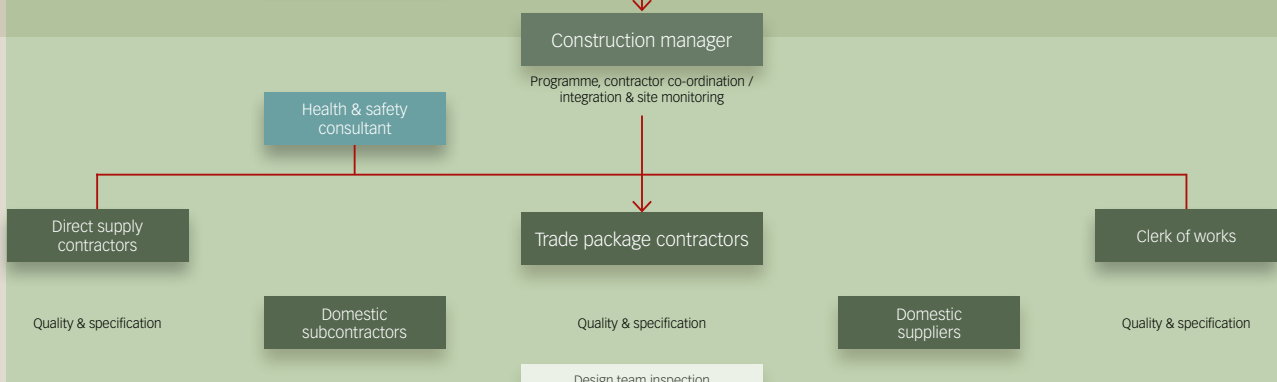 Construction manager
Programme, contractor co-ordination /
integration & site monitoring
Health & safety
consultant
Direct supply
contractors
Trade package contractors
Clerk of works
Quality & specification
Domestic
subcontractors
Quality & specification
Domestic
suppliers
Quality & specification
Design team inspection